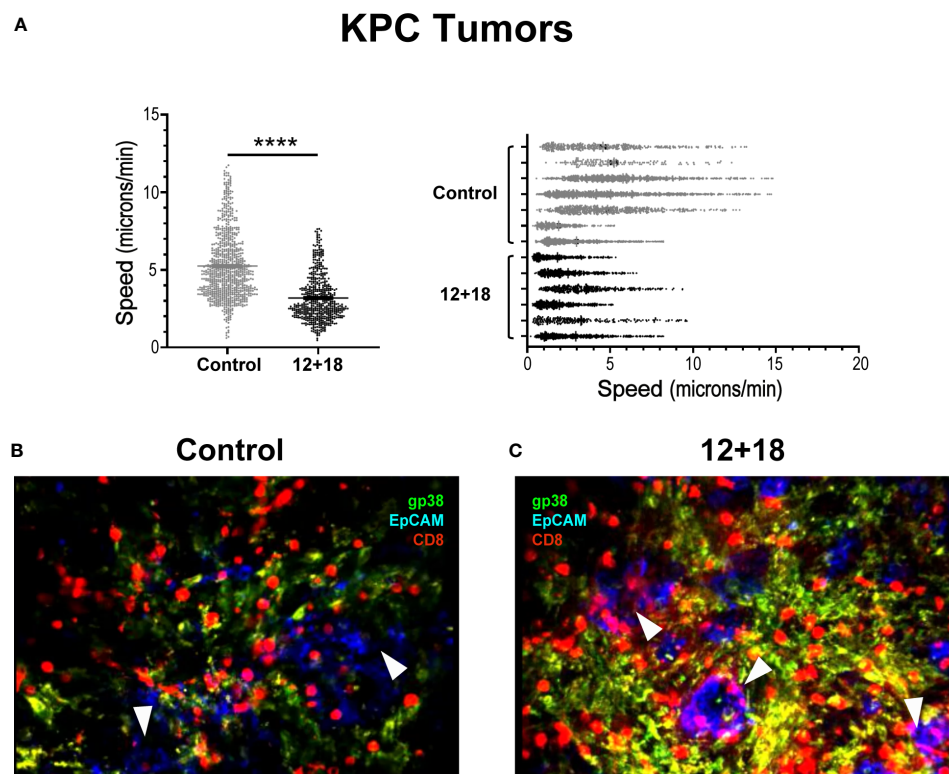 A
KPC Tumors
Speed (microns/min)
15
10
5
0
****
Control
12+18
Control
12+18
0
5
10
15
20
Speed (microns/min)
B
Control
gp38
EpCAM
CD8
C
12+18
gp38
EpCAM
CD8